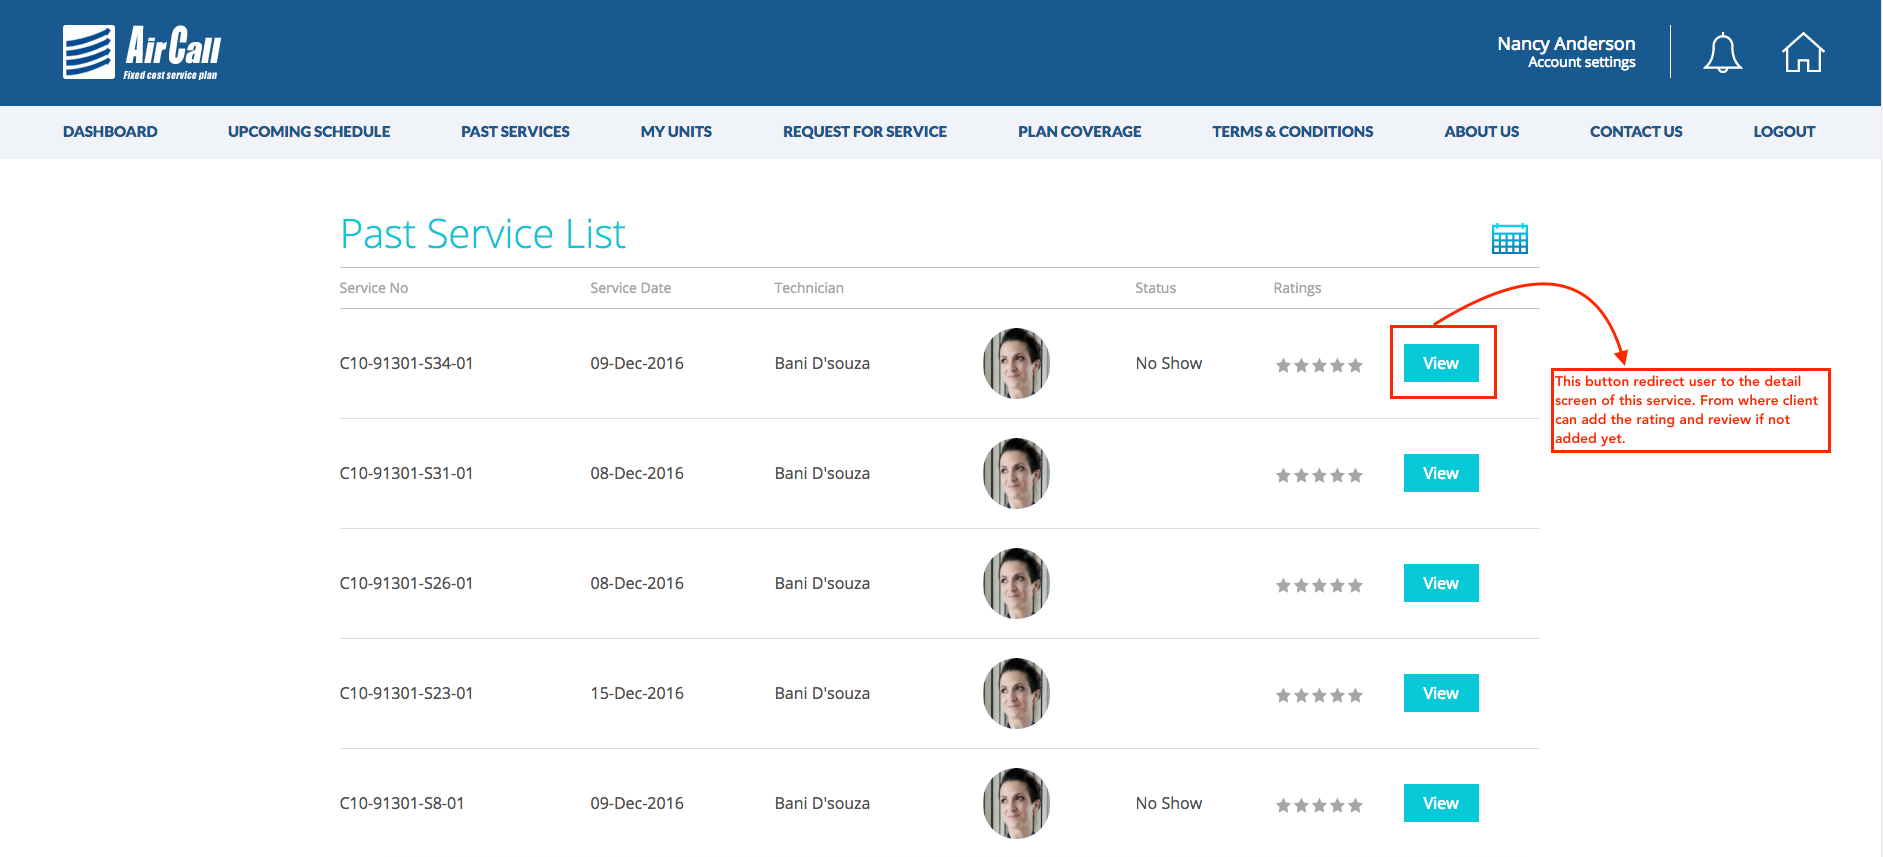 AirCall
Fixed cost service plan
Nancy Anderson
Account settings
DASHBOARD UPCOMING SCHEDULE PAST SERVICES MY UNITS REQUEST FOR SERVICE PLAN COVERAGE TERMS & CONDITIONS ABOUT US CONTACT US LOGOUT
Past Service List
Service No Service Date Technician Status Ratings
C10-91301-S34-01 09-Dec-2016 Bani D'souza No Show View
This button redirect user to the detail
screen of this service. From where client
can add the rating and review if not
added yet.
C10-91301-S31-01 08-Dec-2016 Bani D'souza View
C10-91301-S26-01 08-Dec-2016 Bani D'souza View
C10-91301-S23-01 15-Dec-2016 Bani D'souza View
C10-91301-S8-01 09-Dec-2016 Bani D'souza No Show View